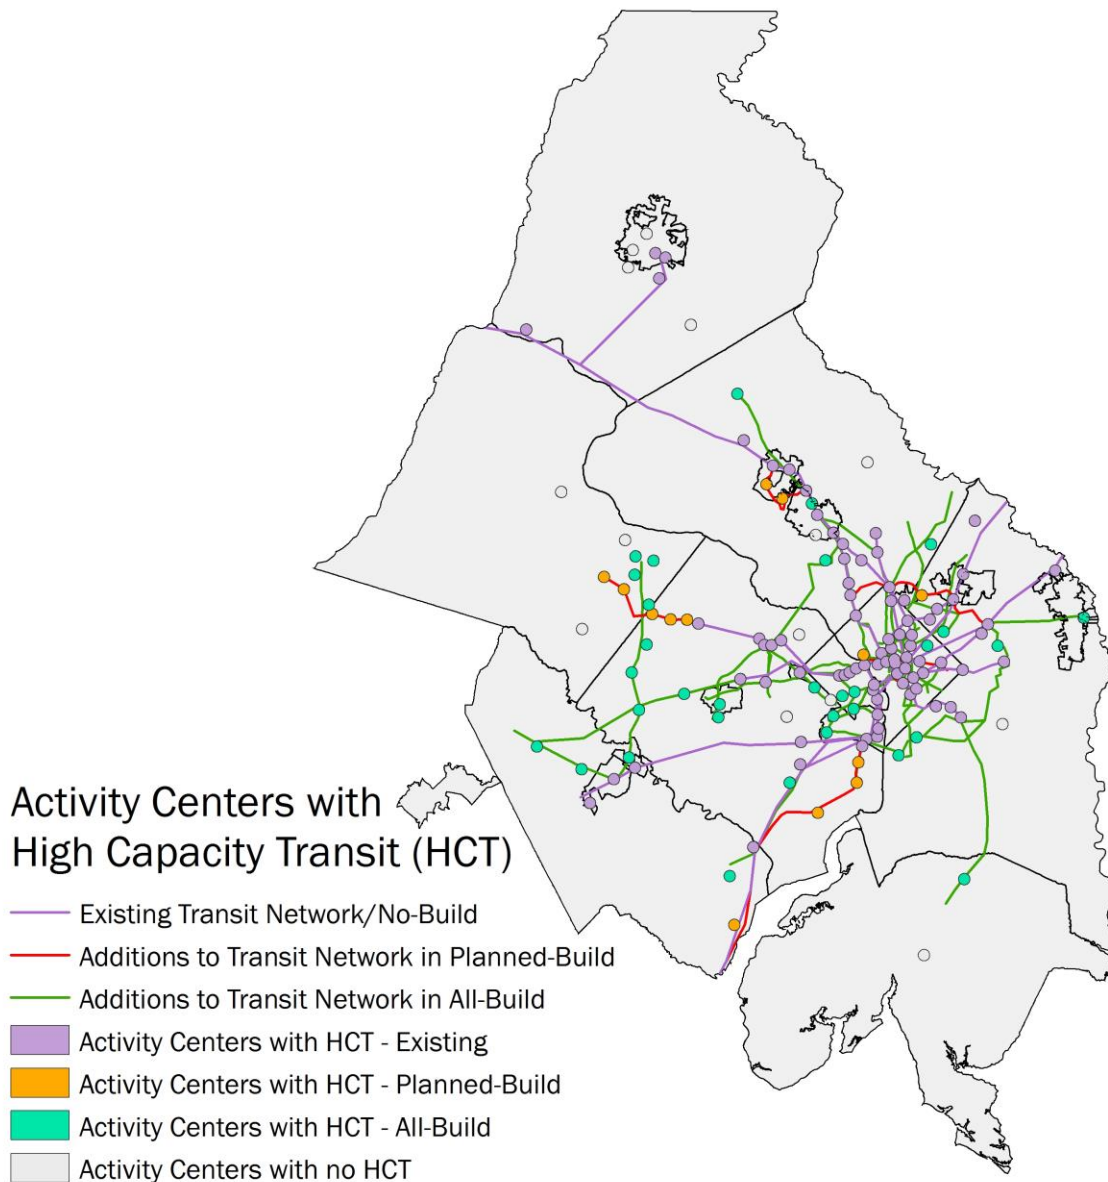 Activity Centers with
High Capacity Transit (HCT)
Existing Transit Network/No-Build
Additions to Transit Network in Planned-Build
Additions to Transit Network in All-Build
Activity Centers with HCT - Existing
Activity Centers with HCT - Planned-Build
Activity Centers with HCT - All-Build
Activity Centers with no HCT